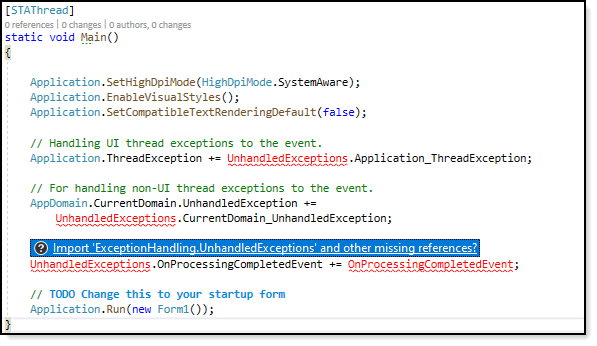 [STAThread]
0 references | 0 changes | 0 authors, 0 changes
static void Main()
{
Application.SetHighDpiMode(HighDpiMode.SystemAware);
Application.EnableVisualStyles();
Application.SetCompatibleTextRenderingDefault(false);
// Handling UI thread exceptions to the event.
Application.ThreadException += UnhandledExceptions.Application_ThreadException;
// For handling non-UI thread exceptions to the event.
AppDomain.CurrentDomain.UnhandledException +=
UnhandledExceptions.CurrentDomain_UnhandledException;
Import 'ExceptionHandling.UnhandledExceptions' and other missing references?
UnhandledExceptions.OnProcessingCompletedEvent += OnProcessingCompletedEvent;
// TODO Change this to your startup form
Application.Run(new Form1());
}